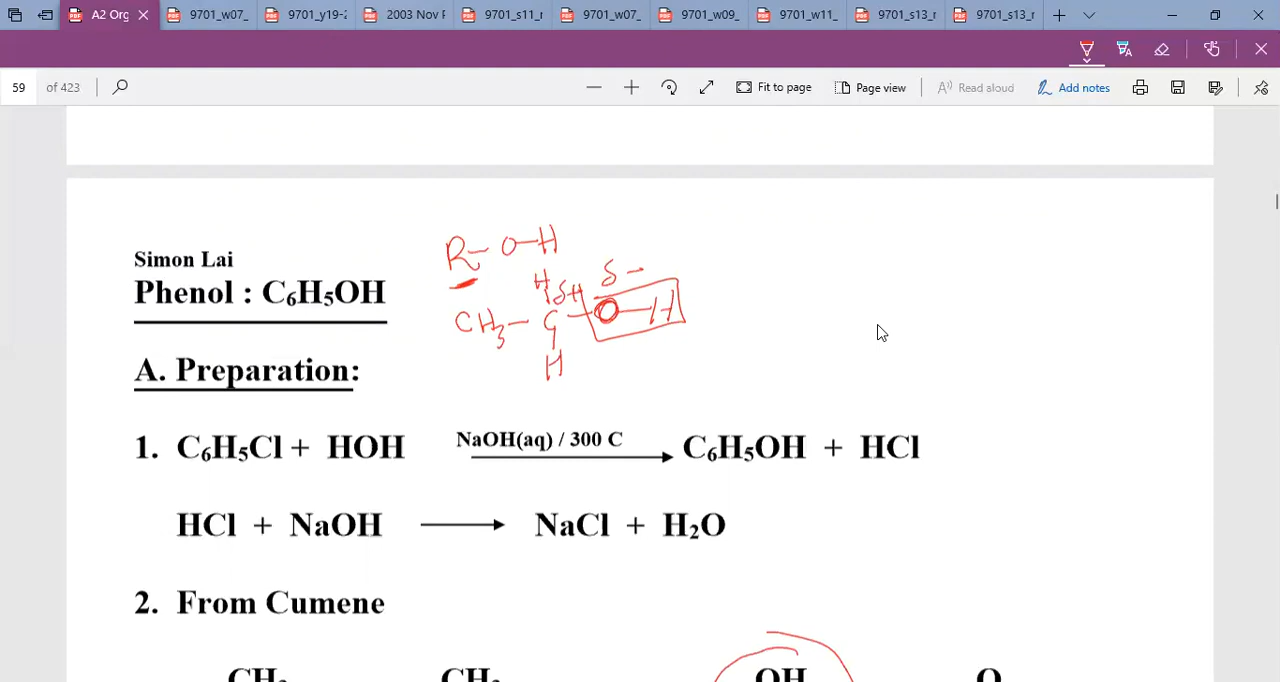 A2 Org
9701_w07_
9701_y19-2
2003 Nov
9701_s11_
9701_w07_
9701_w09_
9701_w11_
9701_s13_
9701_s13_
59 of 423
Fit to page
Page view
Read aloud
Add notes
R-O-H
Simon Lai
Phenol : C₆H₅OH
H δ+ δ-
CH₃-C-O-H
H
A. Preparation:
1. C₆H₅Cl + HOH NaOH(aq) / 300 C → C₆H₅OH + HCl
HCl + NaOH → NaCl + H₂O
2. From Cumene
OH